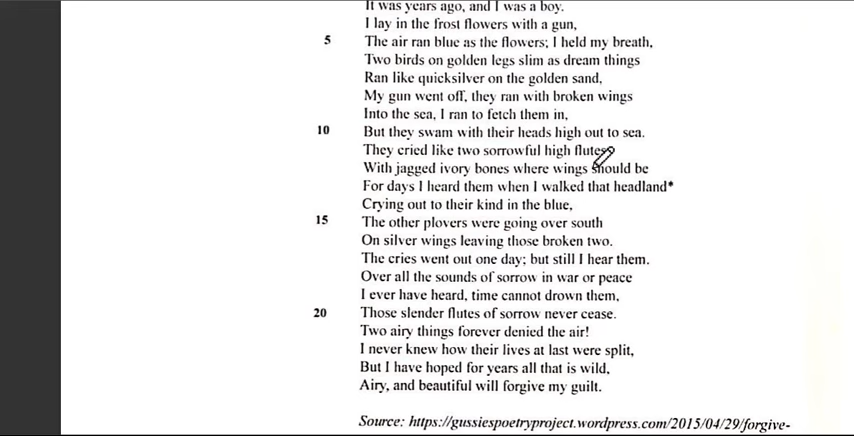 It was years ago, and I was a boy.
I lay in the frost flowers with a gun,
5 The air ran blue as the flowers; I held my breath,
Two birds on golden legs slim as dream things
Ran like quicksilver on the golden sand,
My gun went off, they ran with broken wings
Into the sea, I ran to fetch them in,
10 But they swam with their heads high out to sea.
They cried like two sorrowful high flutes
With jagged ivory bones where wings should be
For days I heard them when I walked that headland*
Crying out to their kind in the blue,
15 The other plovers were going over south
On silver wings leaving those broken two.
The cries went out one day; but still I hear them.
Over all the sounds of sorrow in war or peace
I ever have heard, time cannot drown them,
20 Those slender flutes of sorrow never cease.
Two airy things forever denied the air!
I never knew how their lives at last were split,
But I have hoped for years all that is wild,
Airy, and beautiful will forgive my guilt.
Source: https://gussiespoetryproject.wordpress.com/2015/04/29/forgive-